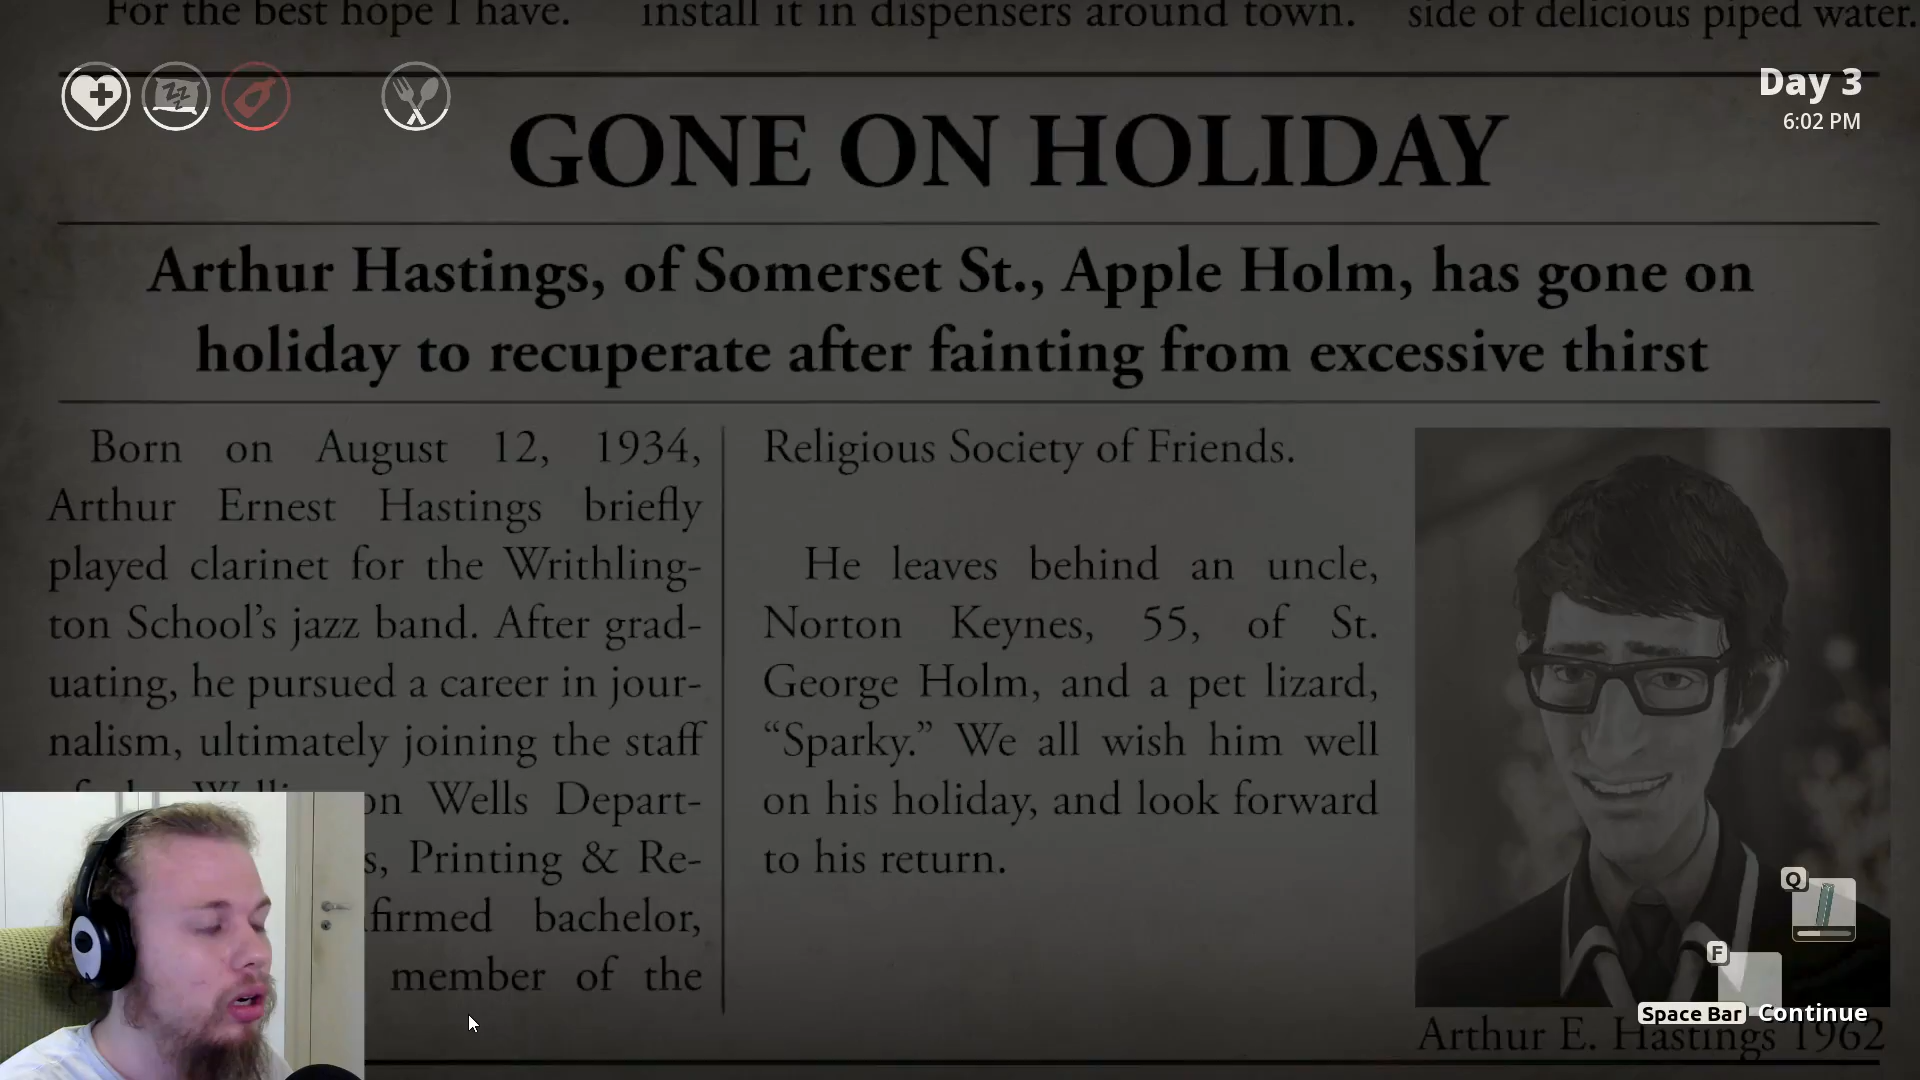 For the best hope I have.
install it in dispensers around town.
side of delicious piped water.
Day 3
6:02 PM
GONE ON HOLIDAY
Arthur Hastings, of Somerset St., Apple Holm, has gone on
holiday to recuperate after fainting from excessive thirst
Born on August 12, 1934,
Arthur Ernest Hastings briefly
played clarinet for the Writhling-
ton School's jazz band. After grad-
uating, he pursued a career in jour-
nalism, ultimately joining the staff
on Wells Depart-
s, Printing & Re-
firmed bachelor,
member of the
Religious Society of Friends.
He leaves behind an uncle,
Norton Keynes, 55, of St.
George Holm, and a pet lizard,
“Sparky.” We all wish him well
on his holiday, and look forward
to his return.
Q
F
Space Bar Continue
Arthur E. Hastings 1962